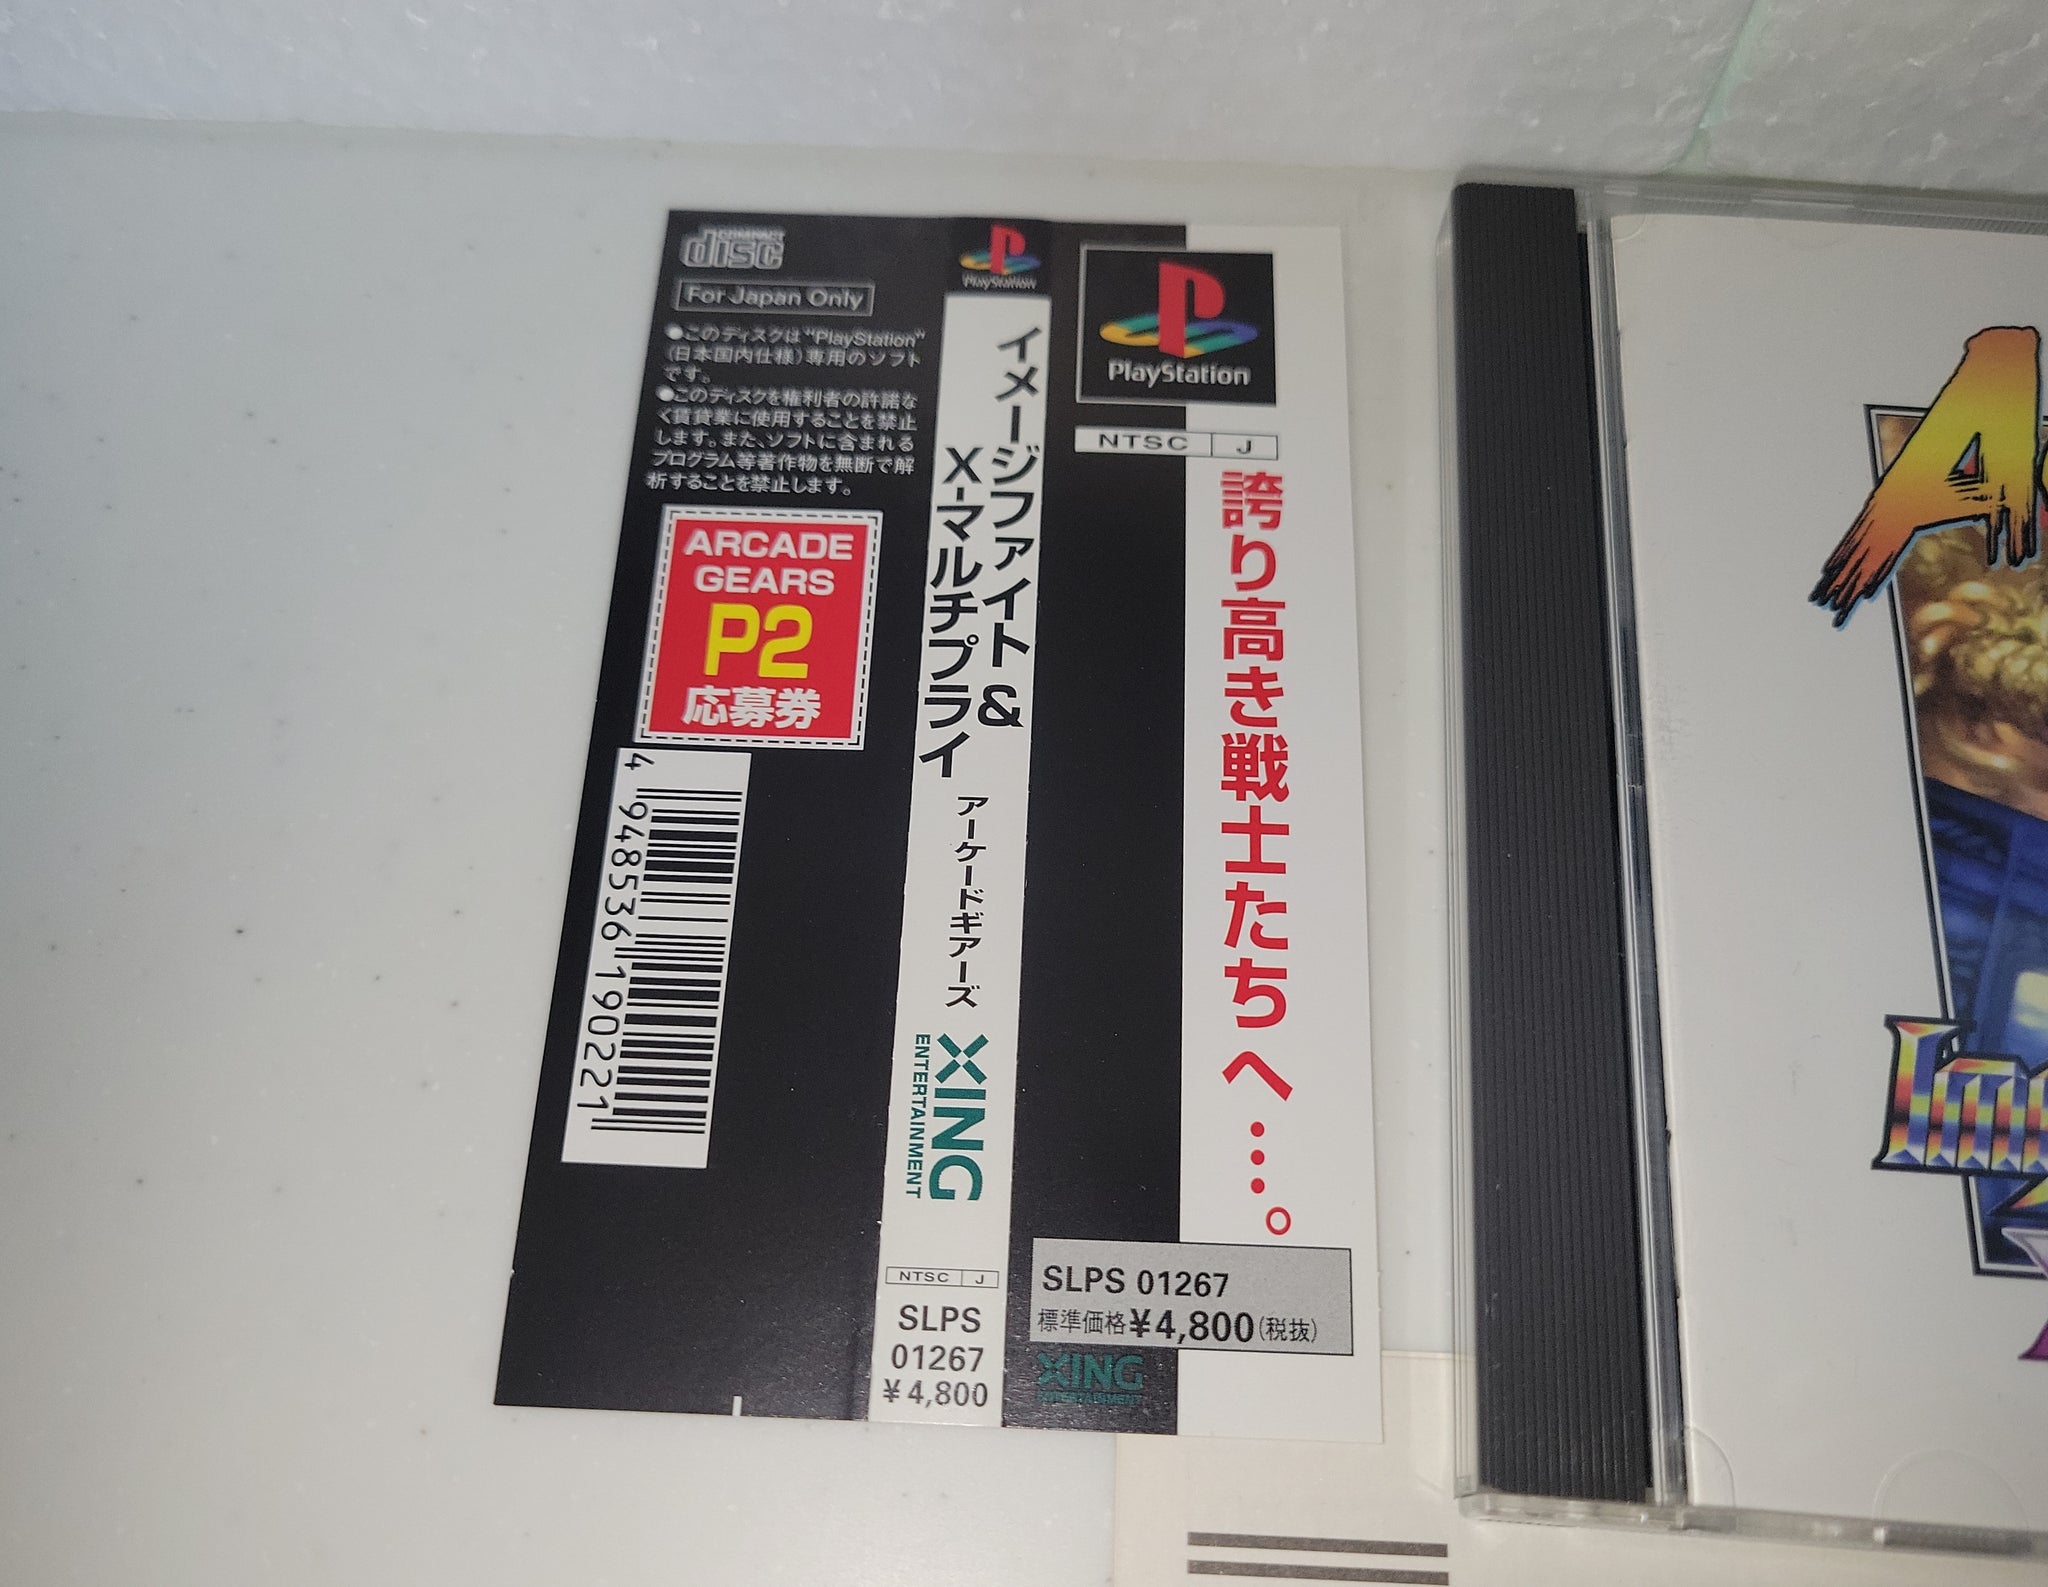 COMPACT
disc
For Japan Only
●このディスクは"PlayStation"
(日本国内仕様)専用のソフト
です。
●このディスクを権利者の許諾な
く賃貸業に使用することを禁止
します。また、ソフトに含まれる
プログラム等著作物を無断で解
析することを禁止します。
ARCADE
GEARS
P2
応募券
4 948536 190221
PlayStation
イメージファイト&
X-マルチプライ
アーケードギアーズ
XING
ENTERTAINMENT
NTSC J
SLPS
01267
¥4,800
PlayStation
NTSC J
誇り高き戦士たちへ…。
SLPS 01267
標準価格¥4,800(税抜)
XING
ENTERTAINMENT